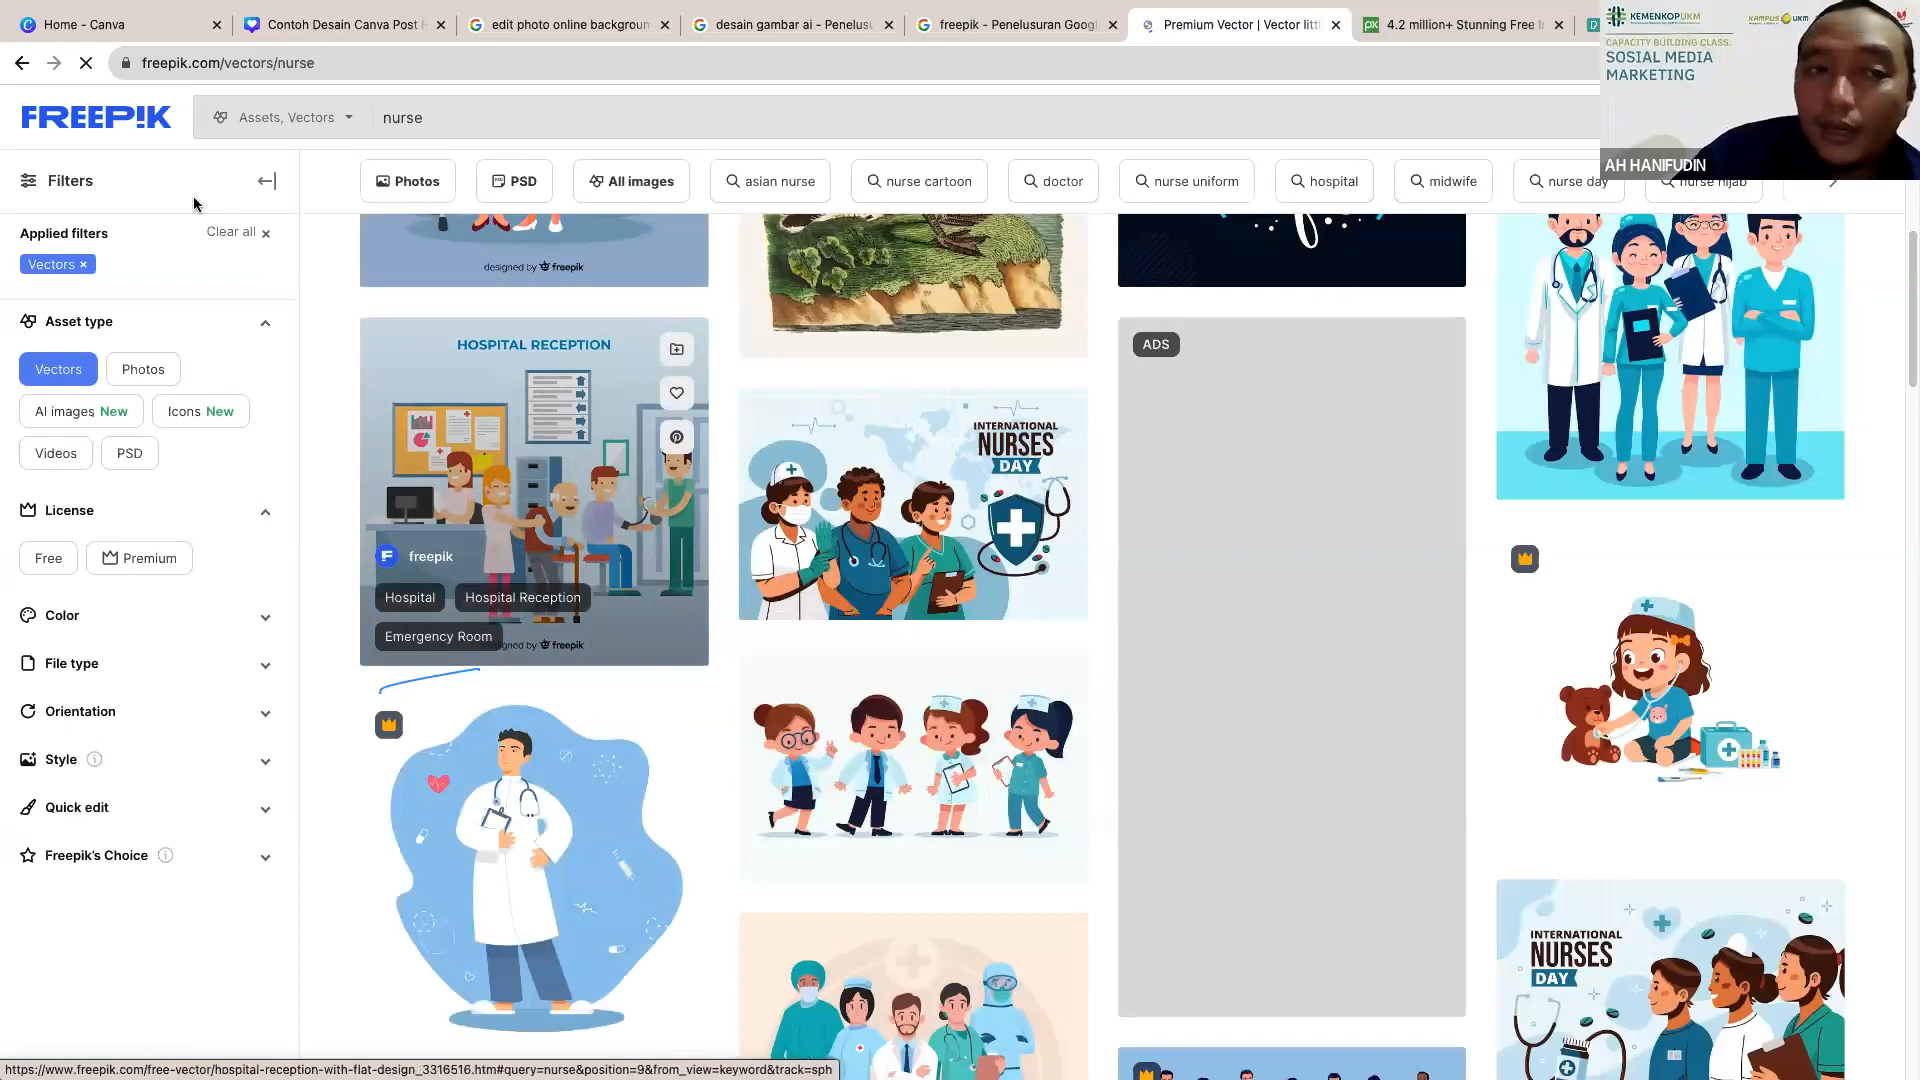 Home - Canva
Contoh Desain Canva Post
edit photo online backgroun
desain gambar ai - Penelusu
freepik - Penelusuran Googl
Premium Vector | Vector littl
4.2 million+ Stunning Free I
freepik.com/vectors/nurse
KEMENKOPUKM
KAMPUS UKM
CAPACITY BUILDING CLASS:
SOSIAL MEDIA
MARKETING
AH HANIFUDIN
FREEPIK
Assets, Vectors
nurse
Filters
Photos
PSD
All images
asian nurse
nurse cartoon
doctor
nurse uniform
hospital
midwife
nurse day
nurse hijab
Applied filters
Clear all ×
Vectors ×
Asset type
Vectors
Photos
AI images New
Icons New
Videos
PSD
License
Free
Premium
Color
File type
Orientation
Style
Quick edit
Freepik's Choice
designed by freepik
HOSPITAL RECEPTION
freepik
Hospital
Hospital Reception
Emergency Room
gned by freepik
INTERNATIONAL
NURSES
DAY
ADS
INTERNATIONAL
NURSES
DAY
https://www.freepik.com/free-vector/hospital-reception-with-flat-design_3316516.htm#query=nurse&position=9&from_view=keyword&track=sph